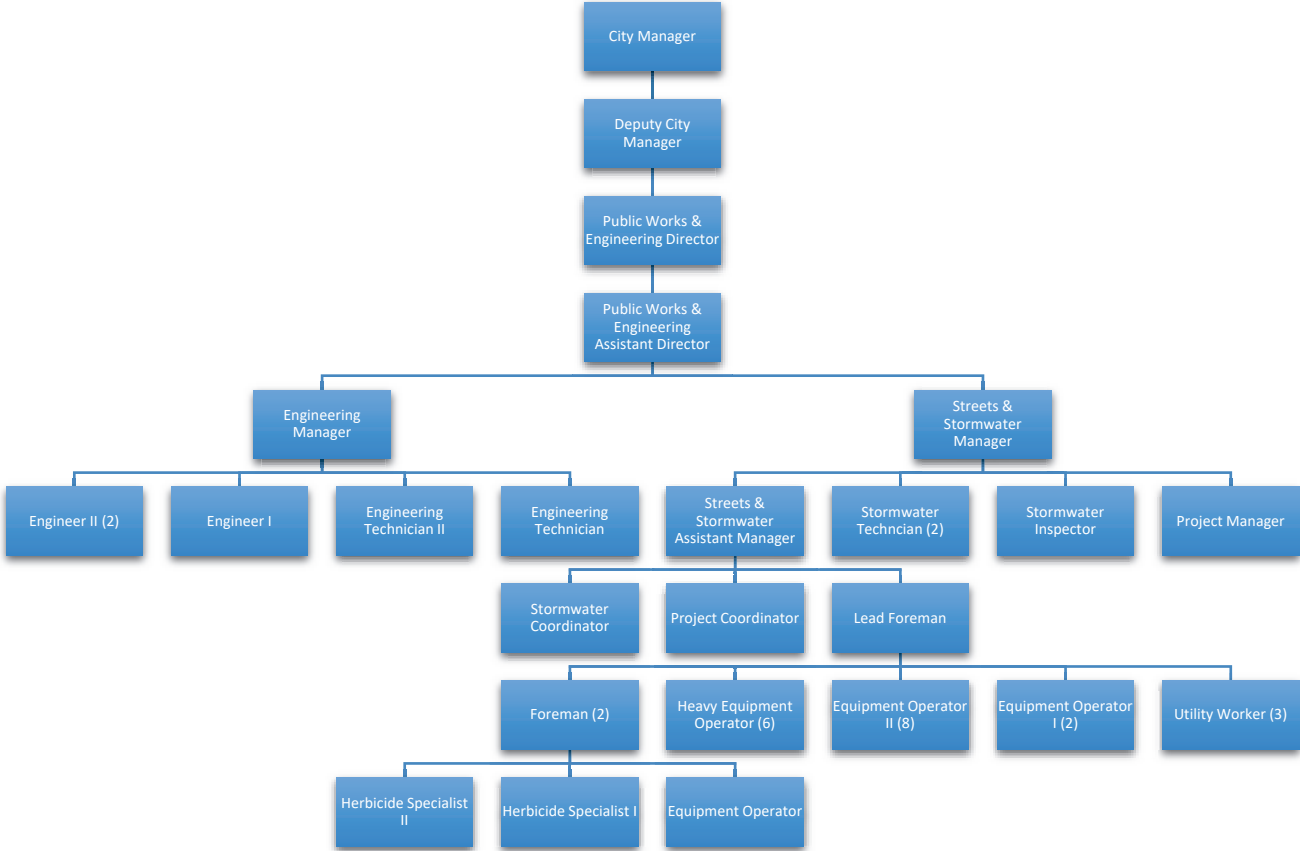 City Manager
Deputy City
Manager
Public Works &
Engineering Director
Public Works &
Engineering
Assistant Director
Engineering
Manager
Streets &
Stormwater
Manager
Engineer II (2)
Engineer I
Engineering
Technician II
Engineering
Technician
Streets &
Stormwater
Assistant Manager
Stormwater
Techncian (2)
Stormwater
Inspector
Project Manager
Stormwater
Coordinator
Project Coordinator
Lead Foreman
Foreman (2)
Heavy Equipment
Operator (6)
Equipment Operator
II (8)
Equipment Operator
I (2)
Utility Worker (3)
Herbicide Specialist
II
Herbicide Specialist I
Equipment Operator